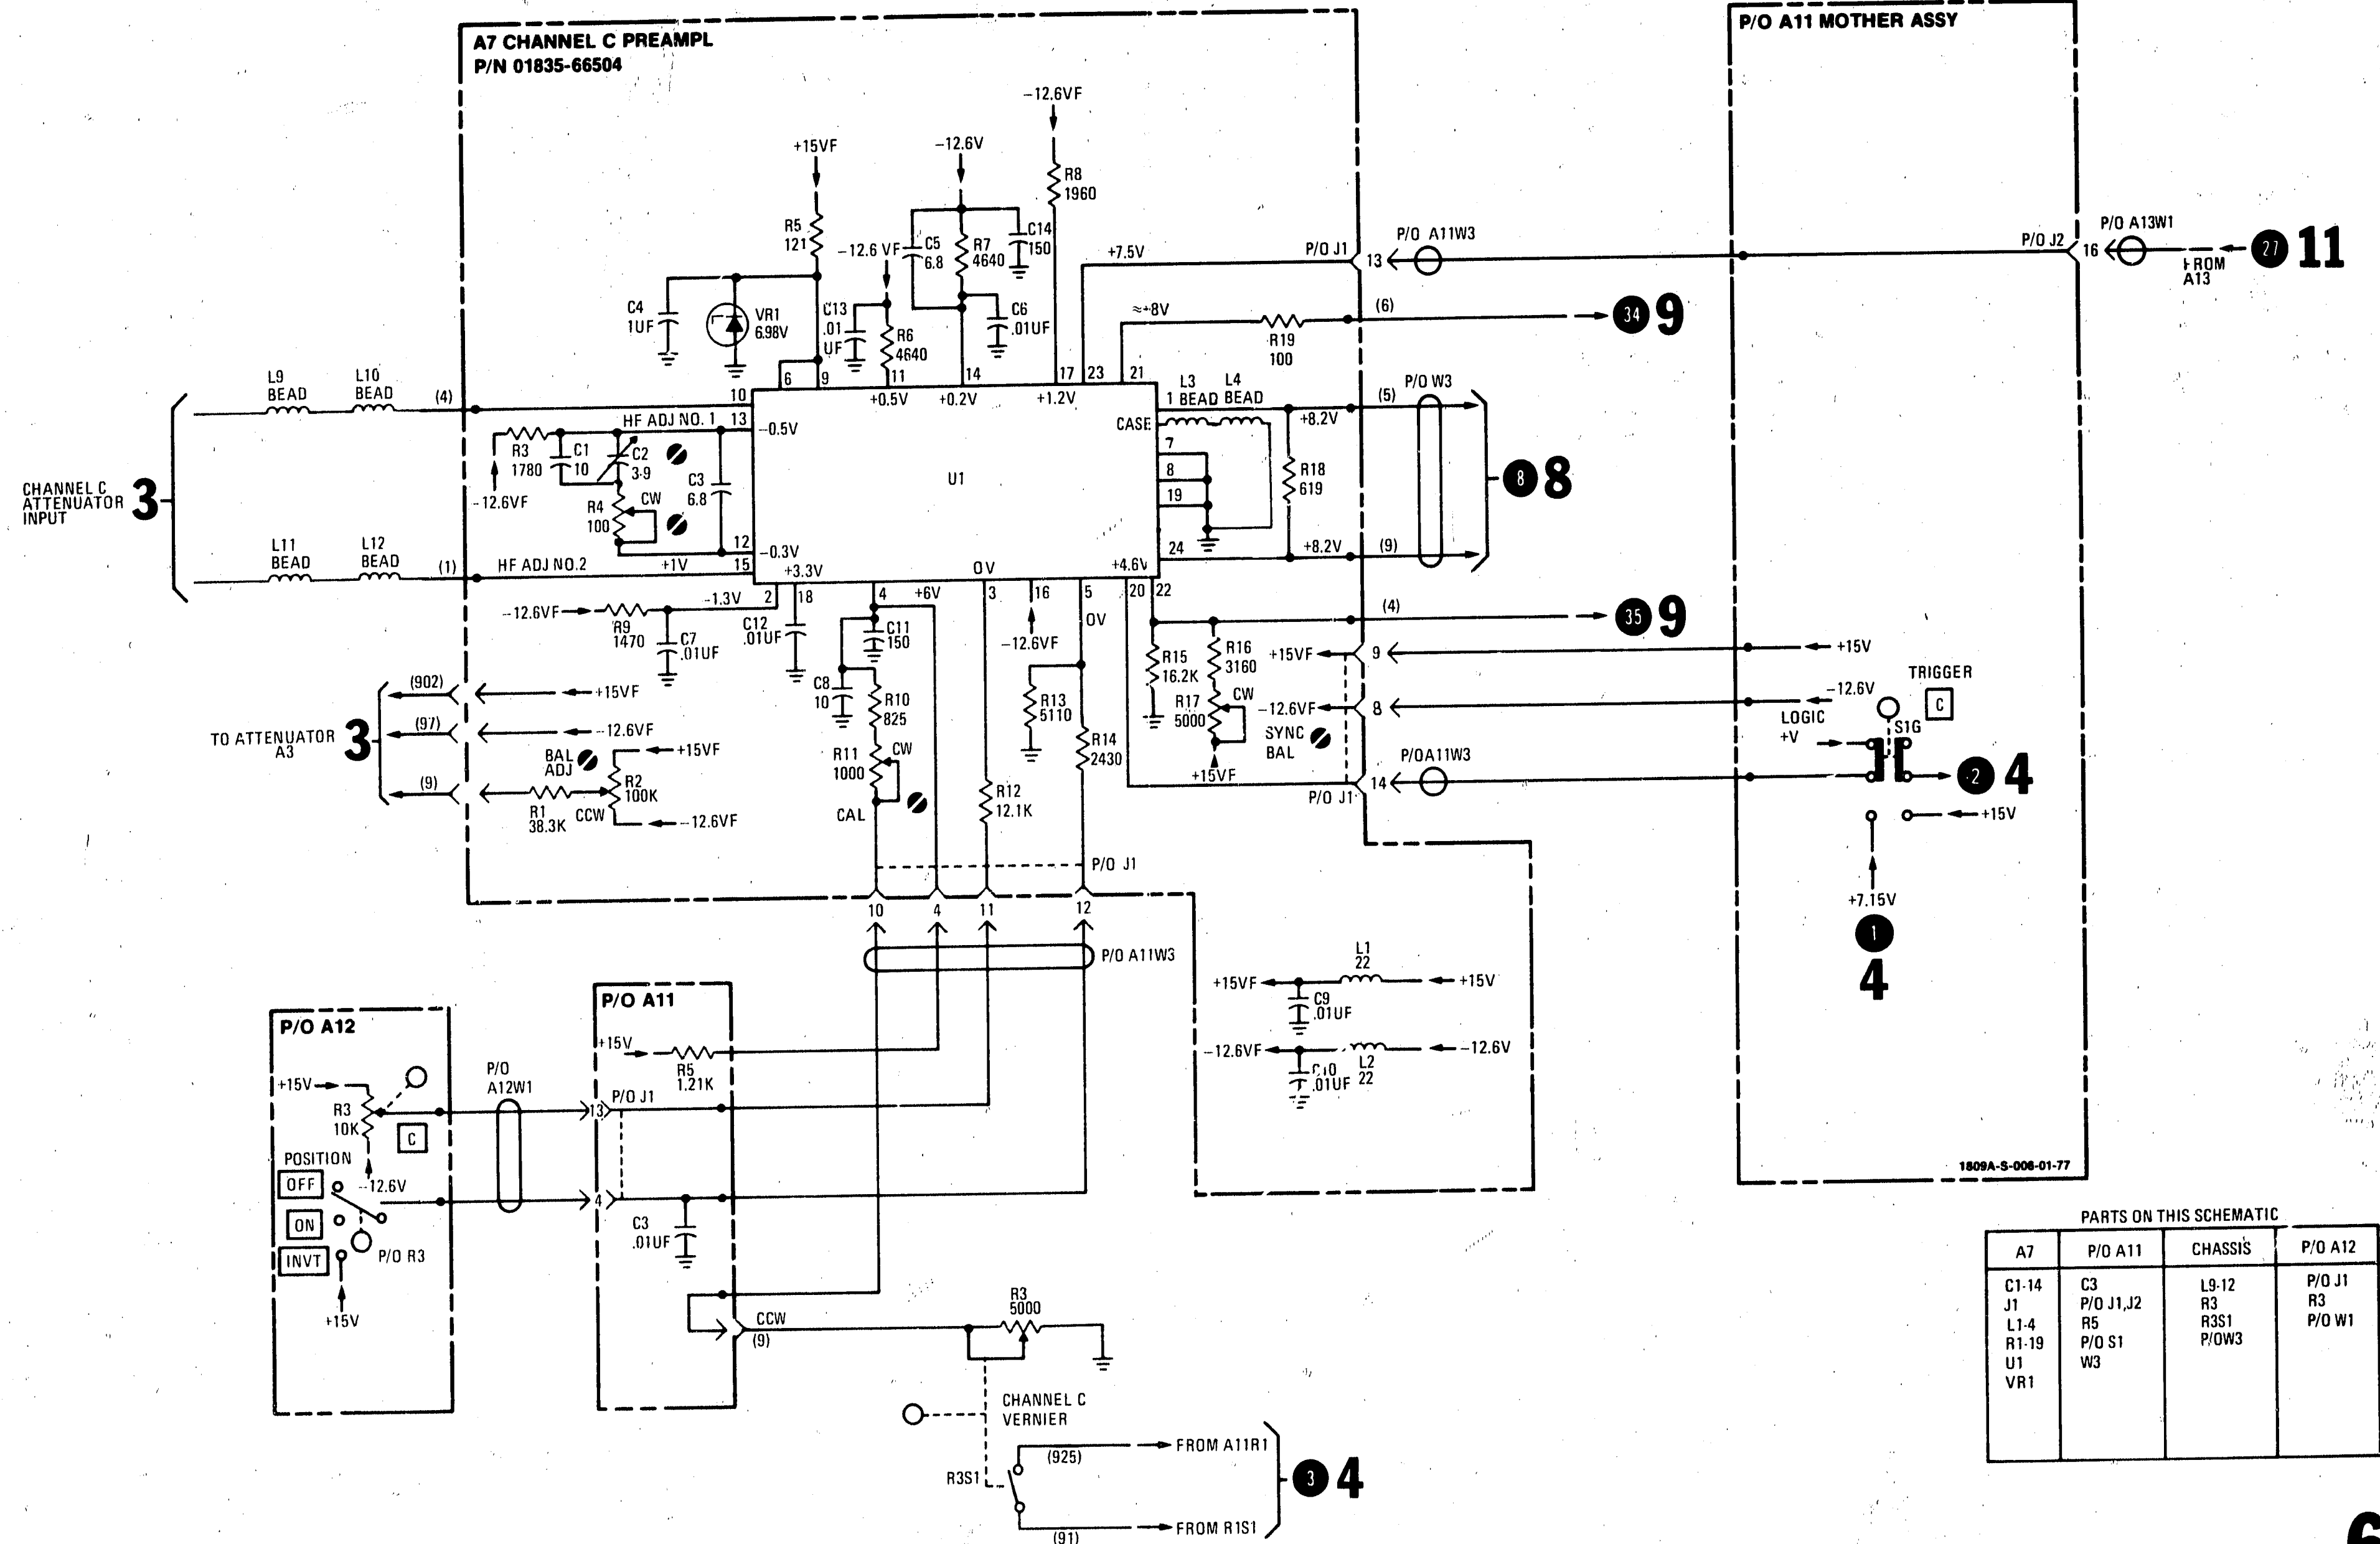 A7 CHANNEL C PREAMPL
P/N 01835-66504
P/O A11 MOTHER ASSY
-12.6VF
+15VF
-12.6V
R8
1960
R5
121
-12.6 VF
C5
6.8
R7
4640
C14
150
+7.5V
P/O J1
13
P/O A11W3
P/O J2
16
P/O A13W1
FROM
A13
27
11
C4
1UF
VR1
6.98V
C13
.01
UF
R6
4640
C6
.01UF
≈+8V
R19
100
(6)
34
9
6
9
11
14
17
23
21
L9
BEAD
L10
BEAD
(4)
10
+0.5V
+0.2V
+1.2V
L3
BEAD
L4
BEAD
1
P/O W3
(5)
+8.2V
HF ADJ NO. 1
13
-0.5V
CASE
R3
1780
C1
10
C2
3-9
-12.6VF
R4
100
CW
C3
6.8
U1
7
8
19
R18
619
8
8
CHANNEL C
ATTENUATOR
INPUT
3
L11
BEAD
L12
BEAD
(1)
HF ADJ NO.2
+1V
12
-0.3V
15
24
+8.2V
(9)
+3.3V
0V
+4.6V
-12.6VF
R9
1470
-1.3V
2
18
4
+6V
3
16
5
0V
20
22
C7
.01UF
C12
.01UF
C11
150
-12.6VF
(4)
35
9
R15
16.2K
R16
3160
+15VF
9
+15V
C8
10
R10
825
R13
5110
R17
5000
CW
-12.6VF
8
-12.6V
TRIGGER
C
TO ATTENUATOR
A3
3
(902)
+15VF
(97)
-12.6VF
(9)
BAL
ADJ
+15VF
R1
38.3K
R2
100K
CCW
-12.6VF
R11
1000
CW
CAL
R12
12.1K
R14
2430
+15VF
SYNC
BAL
P/O J1
14
P/OA11W3
LOGIC
+V
S1G
2
4
+15V
+7.15V
1
4
P/O J1
10
4
11
12
P/O A11W3
+15VF
L1
22
+15V
C9
.01UF
-12.6VF
L2
22
-12.6V
C10
.01UF
P/O A12
P/O A11
+15V
R5
1.21K
P/O
A12W1
+15V
R3
10K
C
13
P/O J1
POSITION
OFF
-12.6V
ON
INVT
P/O R3
+15V
4
C3
.01UF
CCW
(9)
R3
5000
CHANNEL C
VERNIER
R3S1
(925)
FROM A11R1
(91)
FROM R1S1
3
4
1809A-S-006-01-77
PARTS ON THIS SCHEMATIC
A7 P/O A11 CHASSIS P/O A12
C1-14 C3 L9-12 P/O J1
J1 P/O J1,J2 R3 R3
L1-4 R5 R3S1 P/O W1
R1-19 P/O S1 P/OW3
U1 W3
VR1
6